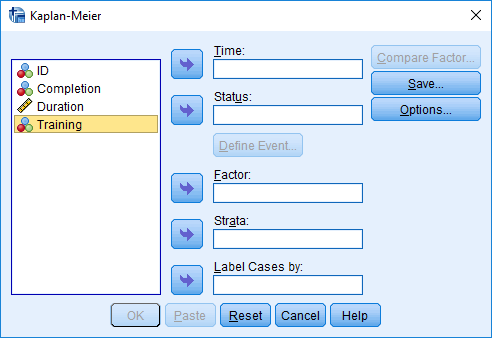 Kaplan-Meier
ID
Completion
Duration
Training
Time:
Status:
Define Event...
Factor:
Strata:
Label Cases by:
Compare Factor...
Save...
Options...
OK Paste Reset Cancel Help